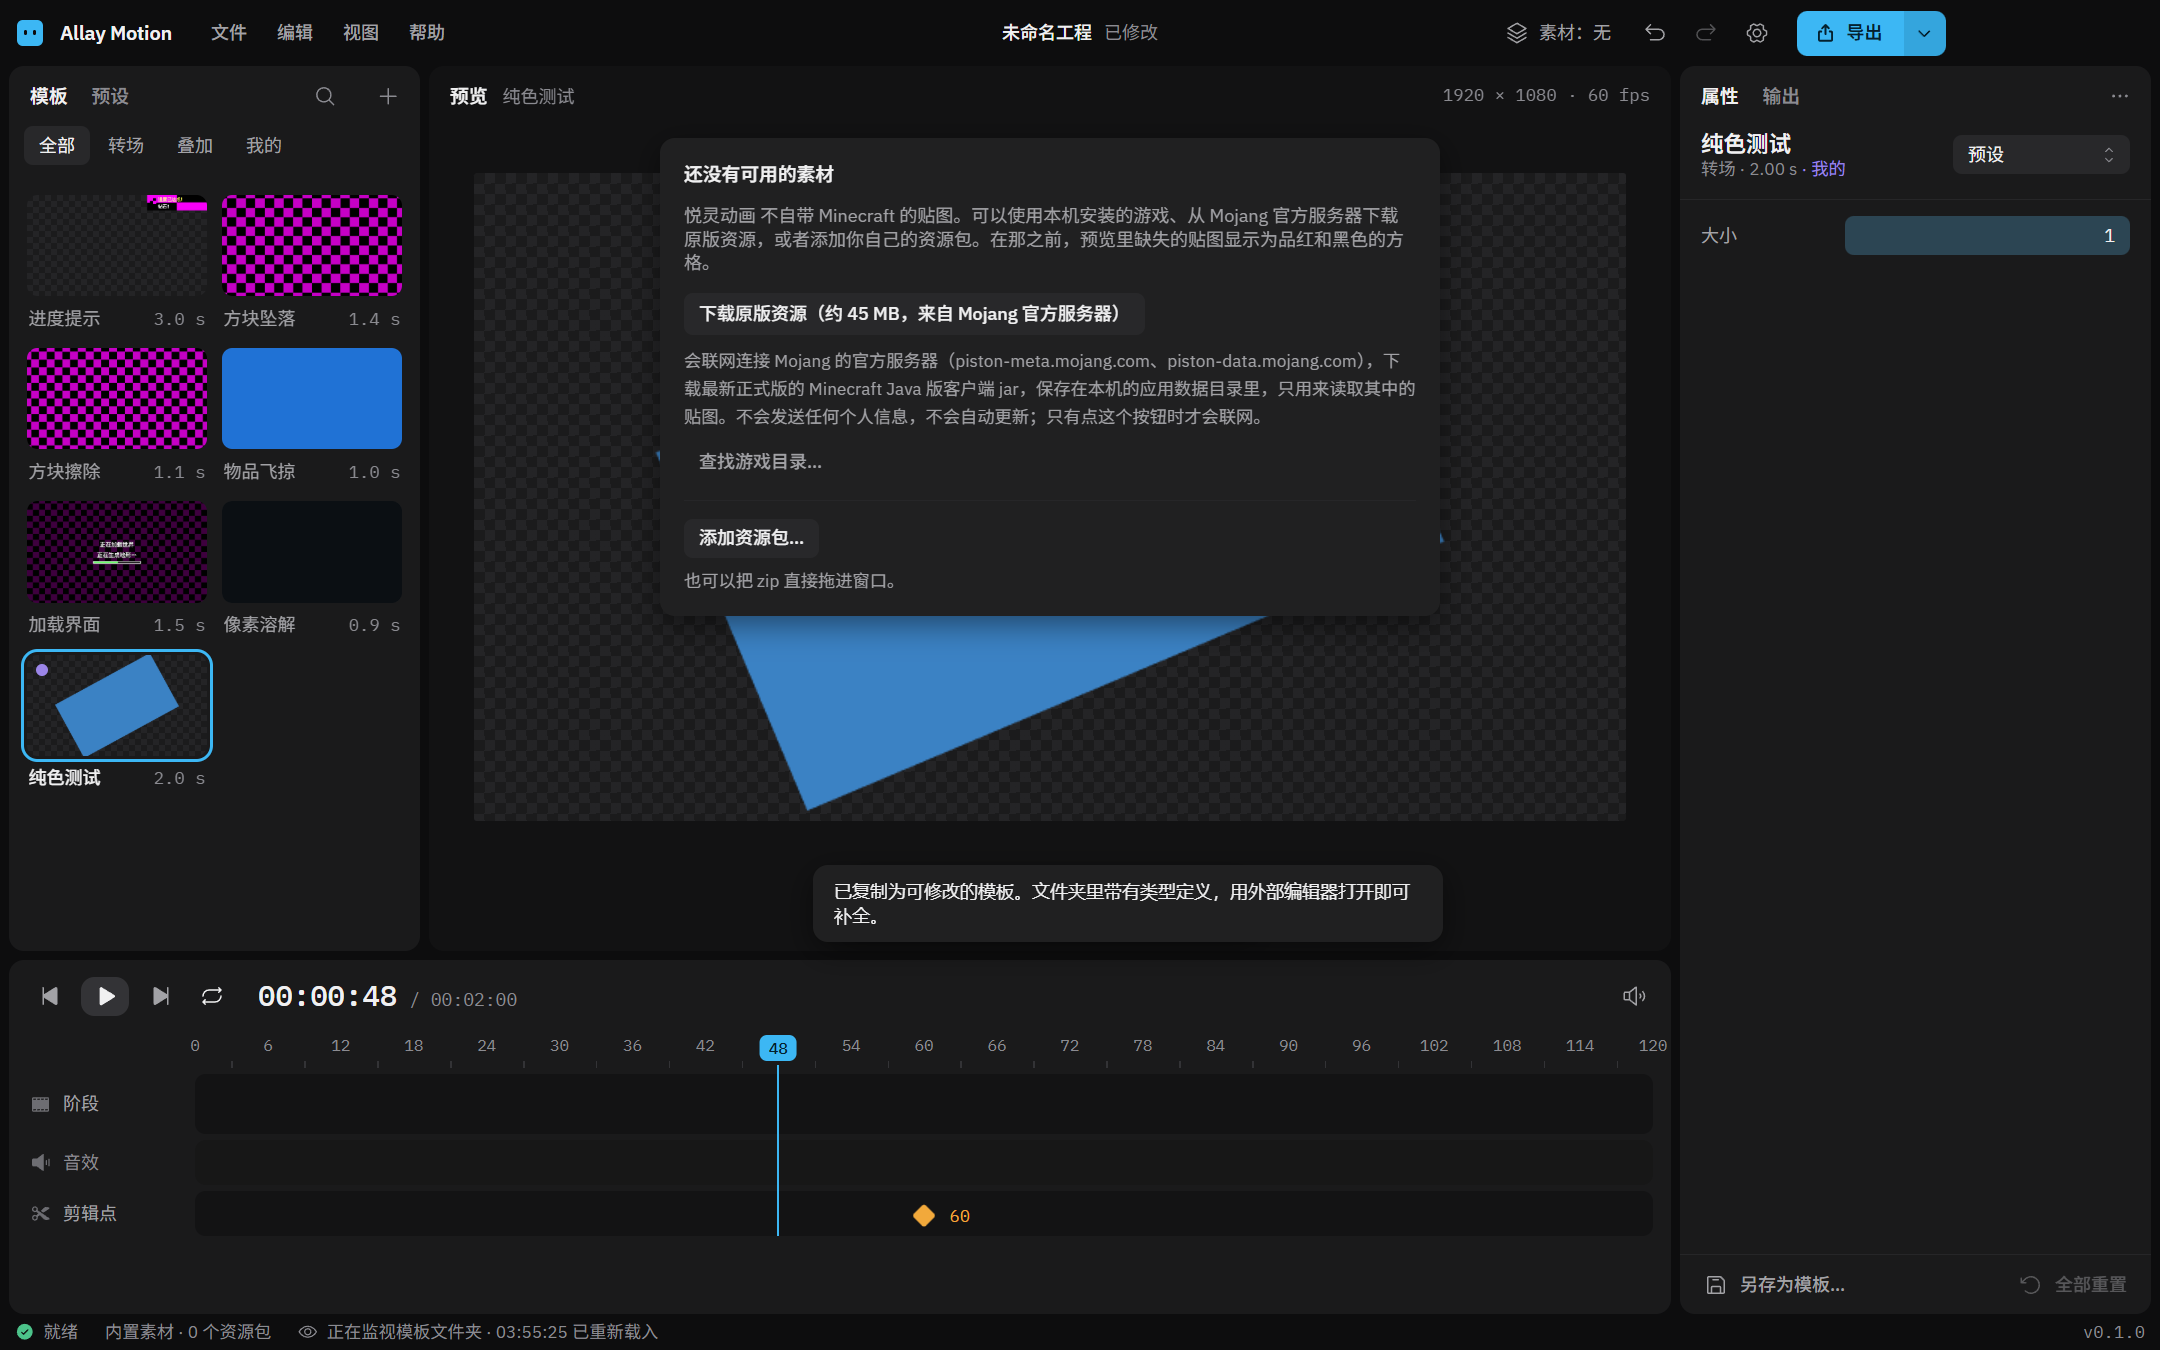 Allay Motion 文件 编辑 视图 帮助
未命名工程 已修改
素材：无
导出
模板 预设
全部 转场 叠加 我的
进度提示 3.0 s
方块坠落 1.4 s
方块擦除 1.1 s
物品飞掠 1.0 s
正在加载世界
加载界面 1.5 s
像素溶解 0.9 s
纯色测试 2.0 s
预览 纯色测试
1920 × 1080 · 60 fps
还没有可用的素材
悦灵动画 不自带 Minecraft 的贴图。可以使用本机安装的游戏、从 Mojang 官方服务器下载
原版资源，或者添加你自己的资源包。在那之前，预览里缺失的贴图显示为品红和黑色的方
格。
下载原版资源（约 45 MB，来自 Mojang 官方服务器）
会联网连接 Mojang 的官方服务器（piston-meta.mojang.com、piston-data.mojang.com），下
载最新正式版的 Minecraft Java 版客户端 jar，保存在本机的应用数据目录里，只用来读取其中的
贴图。不会发送任何个人信息，不会自动更新；只有点这个按钮时才会联网。
查找游戏目录...
添加资源包...
也可以把 zip 直接拖进窗口。
已复制为可修改的模板。文件夹里带有类型定义，用外部编辑器打开即可
补全。
属性 输出
纯色测试
转场 · 2.00 s · 我的
预设
大小 1
另存为模板...
全部重置
00:00:48 / 00:02:00
0 6 12 18 24 30 36 42 48 54 60 66 72 78 84 90 96 102 108 114 120
阶段
音效
剪辑点
60
就绪 内置素材 · 0 个资源包 正在监视模板文件夹 · 03:55:25 已重新载入
v0.1.0